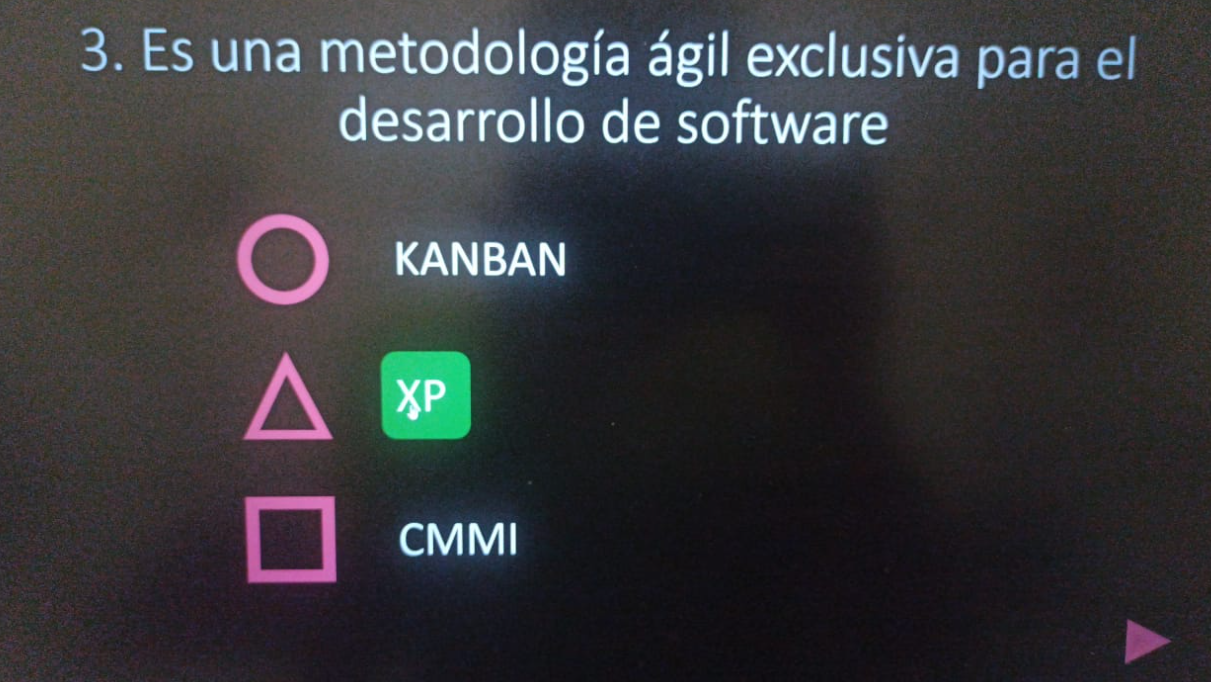 3. Es una metodología ágil exclusiva para el
desarrollo de software
KANBAN
XP
CMMI